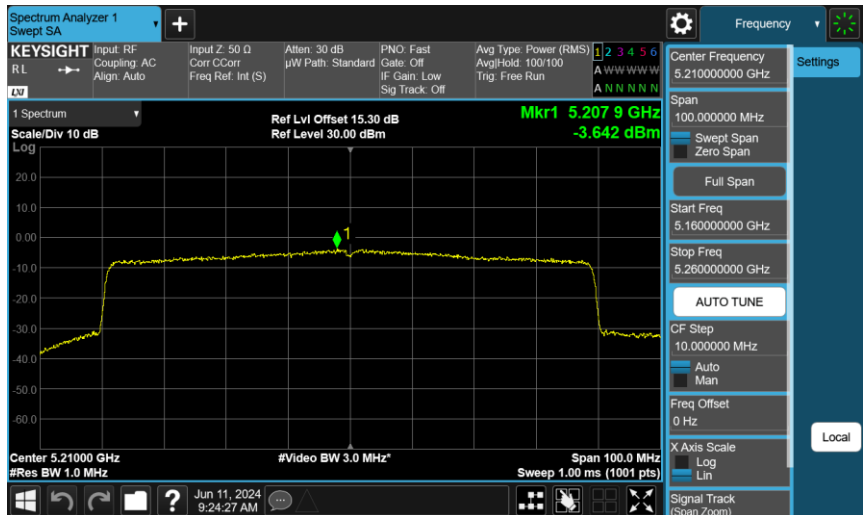 Spectrum Analyzer 1
Swept SA
+
Frequency
KEYSIGHT
RL
LXI
Input: RF
Coupling: AC
Align: Auto
Input Z: 50 Ω
Corr CCorr
Freq Ref: Int (S)
Atten: 30 dB
µW Path: Standard
PNO: Fast
Gate: Off
IF Gain: Low
Sig Track: Off
Avg Type: Power (RMS)
Avg|Hold: 100/100
Trig: Free Run
1 2 3 4 5 6
A W W W W W
A N N N N N
1 Spectrum
Scale/Div 10 dB
Log
Ref Lvl Offset 15.30 dB
Ref Level 30.00 dBm
Mkr1 5.207 9 GHz
-3.642 dBm
20.0
10.0
0.00
-10.0
-20.0
-30.0
-40.0
-50.0
-60.0
1
Center 5.21000 GHz
#Res BW 1.0 MHz
#Video BW 3.0 MHz*
Span 100.0 MHz
Sweep 1.00 ms (1001 pts)
?
Jun 11, 2024
9:24:27 AM
Center Frequency
5.210000000 GHz
Span
100.000000 MHz
Swept Span
Zero Span
Full Span
Start Freq
5.160000000 GHz
Stop Freq
5.260000000 GHz
AUTO TUNE
CF Step
10.000000 MHz
Auto
Man
Freq Offset
0 Hz
X Axis Scale
Log
Lin
Signal Track
(Span Zoom)
Settings
Local